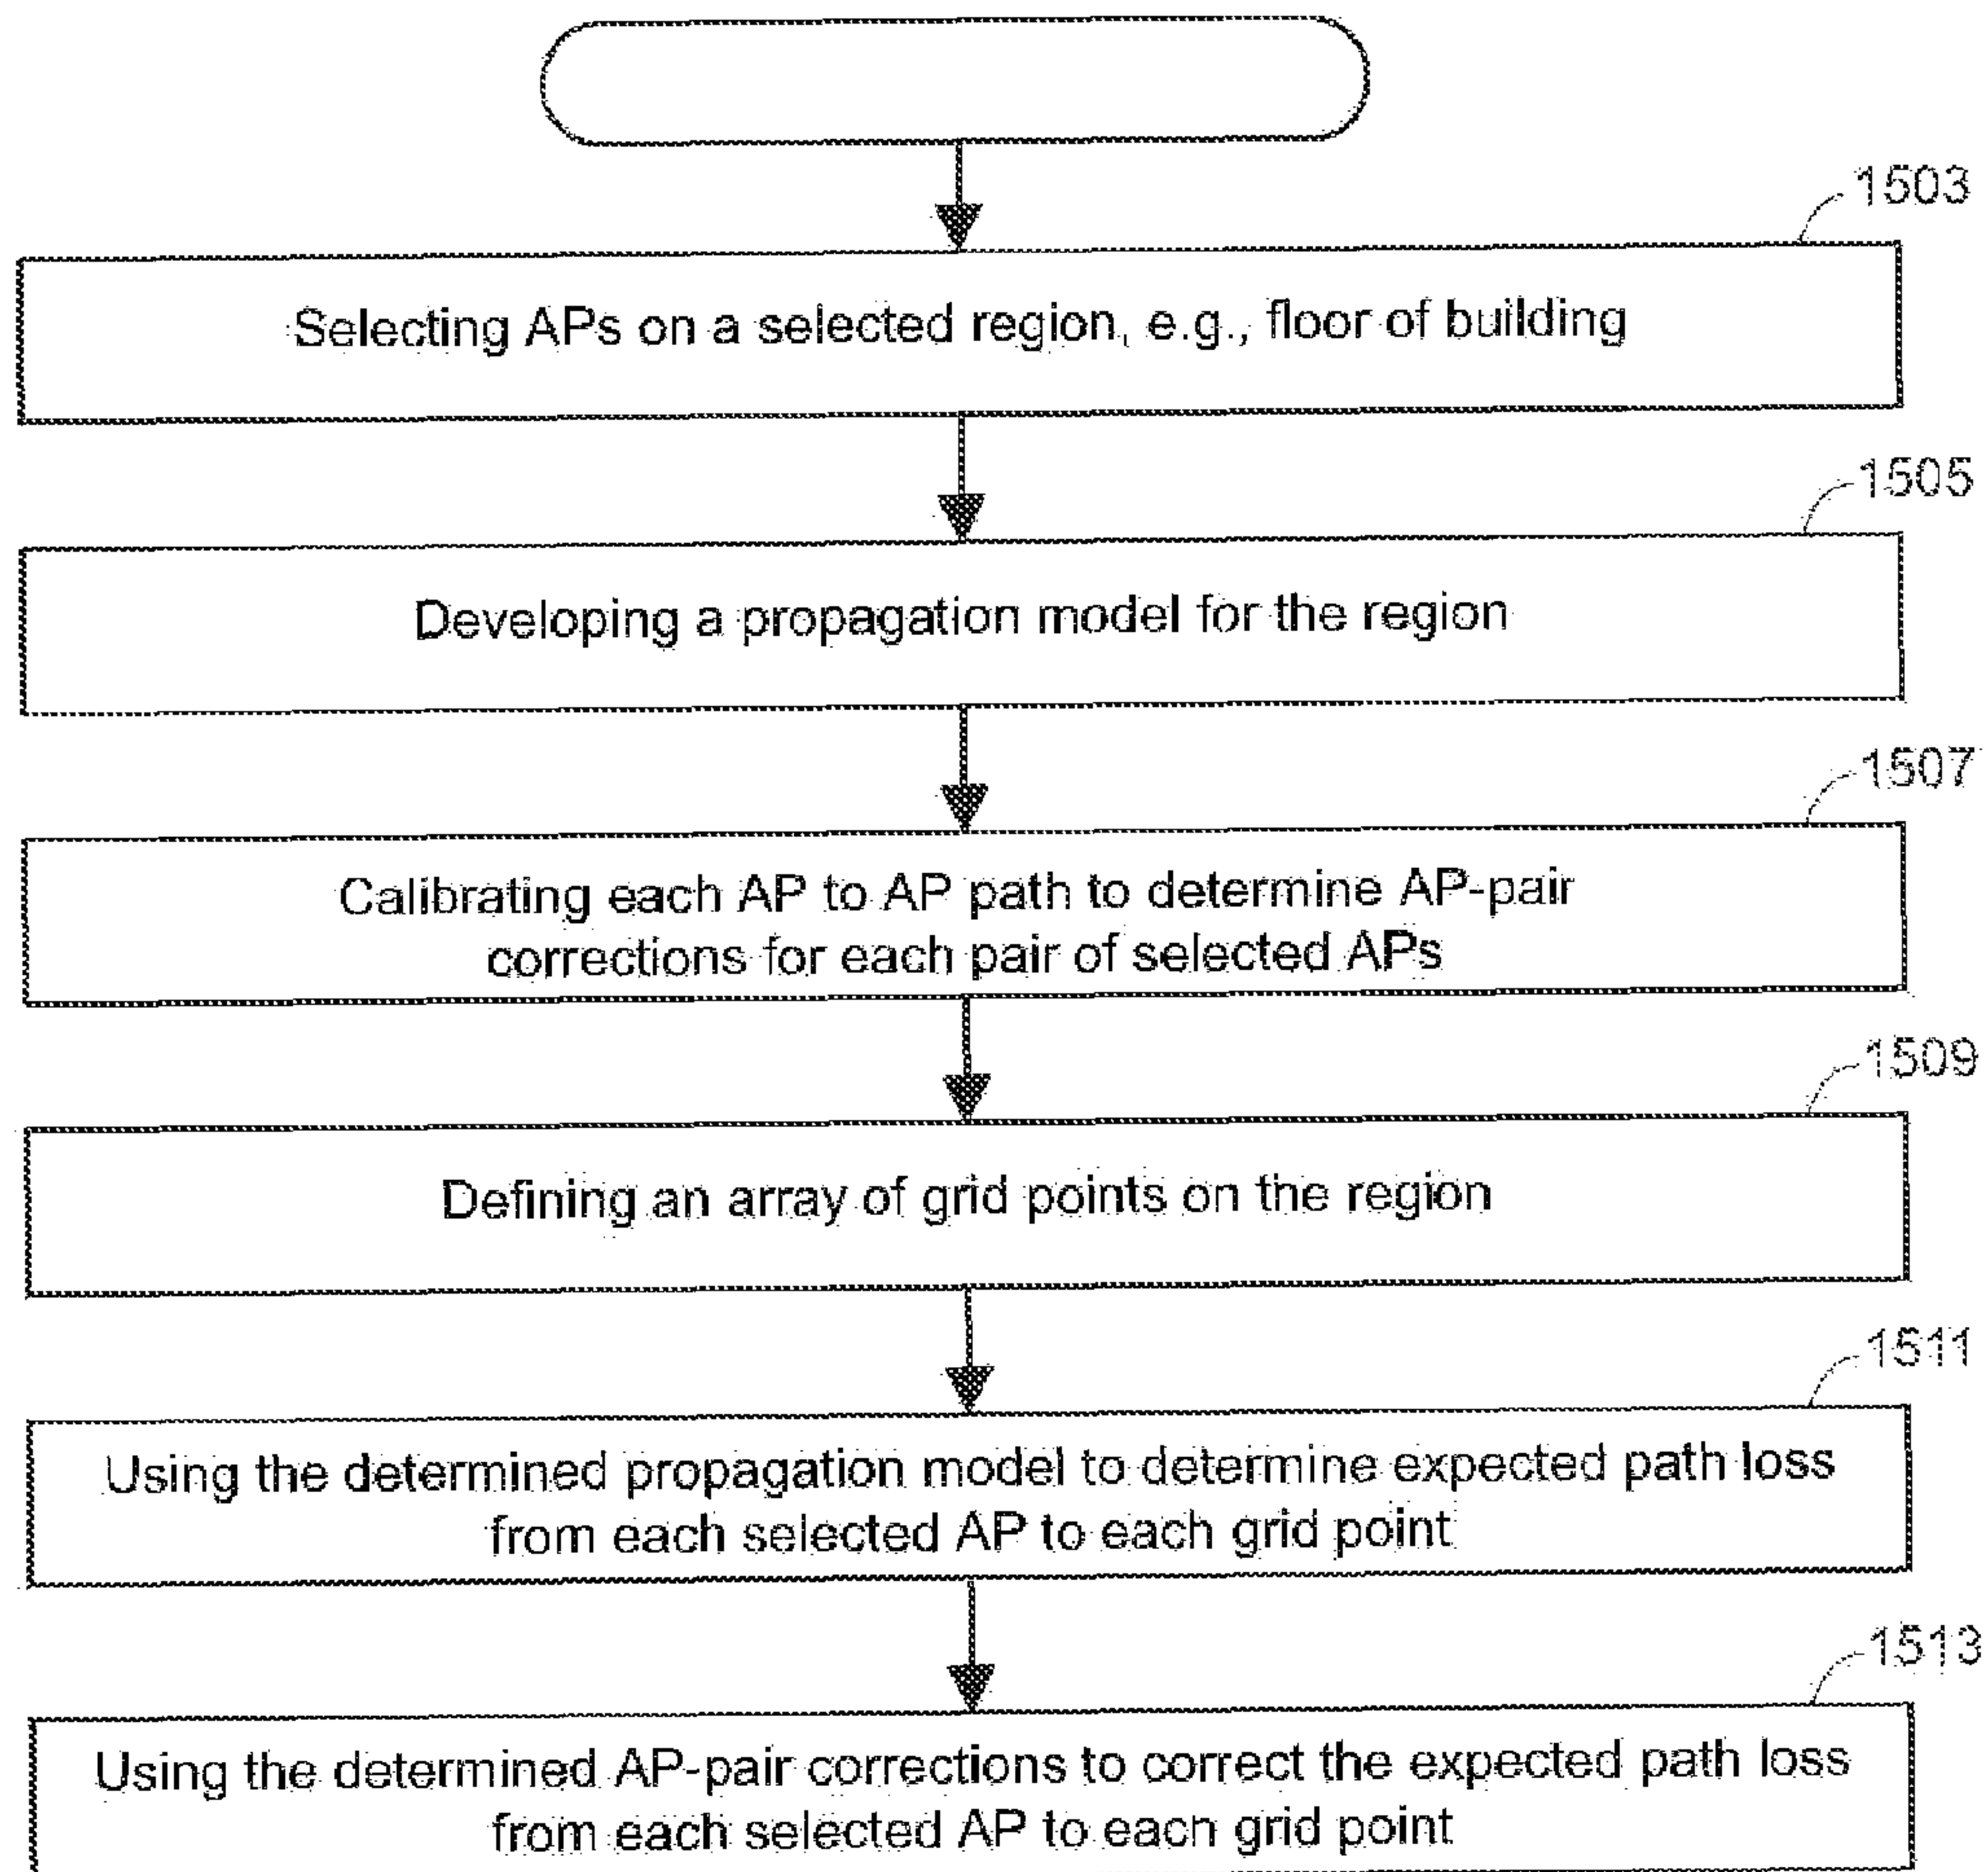 1503
Selecting APs on a selected region, e.g., floor of building
1505
Developing a propagation model for the region
1507
Calibrating each AP to AP path to determine AP-pair
corrections for each pair of selected APs
1509
Defining an array of grid points on the region
1511
Using the determined propagation model to determine expected path loss
from each selected AP to each grid point
1513
Using the determined AP-pair corrections to correct the expected path loss
from each selected AP to each grid point